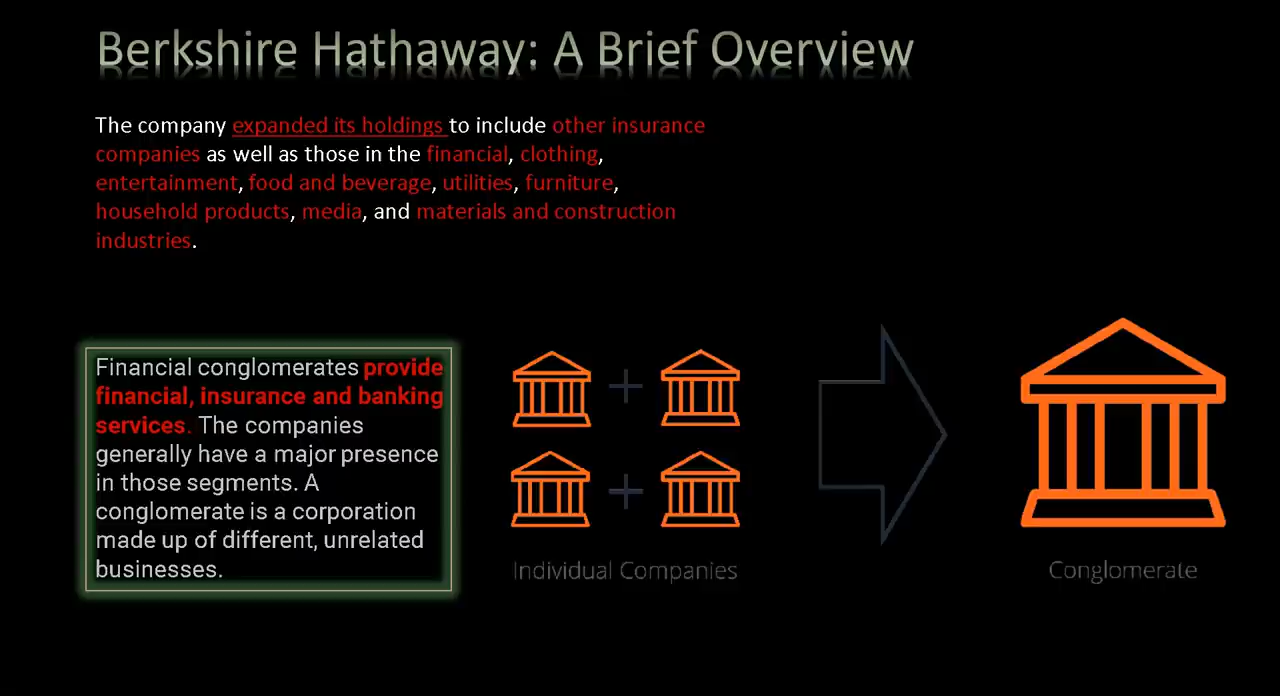 Berkshire Hathaway: A Brief Overview
The company expanded its holdings to include other insurance
companies as well as those in the financial, clothing,
entertainment, food and beverage, utilities, furniture,
household products, media, and materials and construction
industries.
Financial conglomerates provide
financial, insurance and banking
services. The companies
generally have a major presence
in those segments. A
conglomerate is a corporation
made up of different, unrelated
businesses.
Individual Companies
Conglomerate